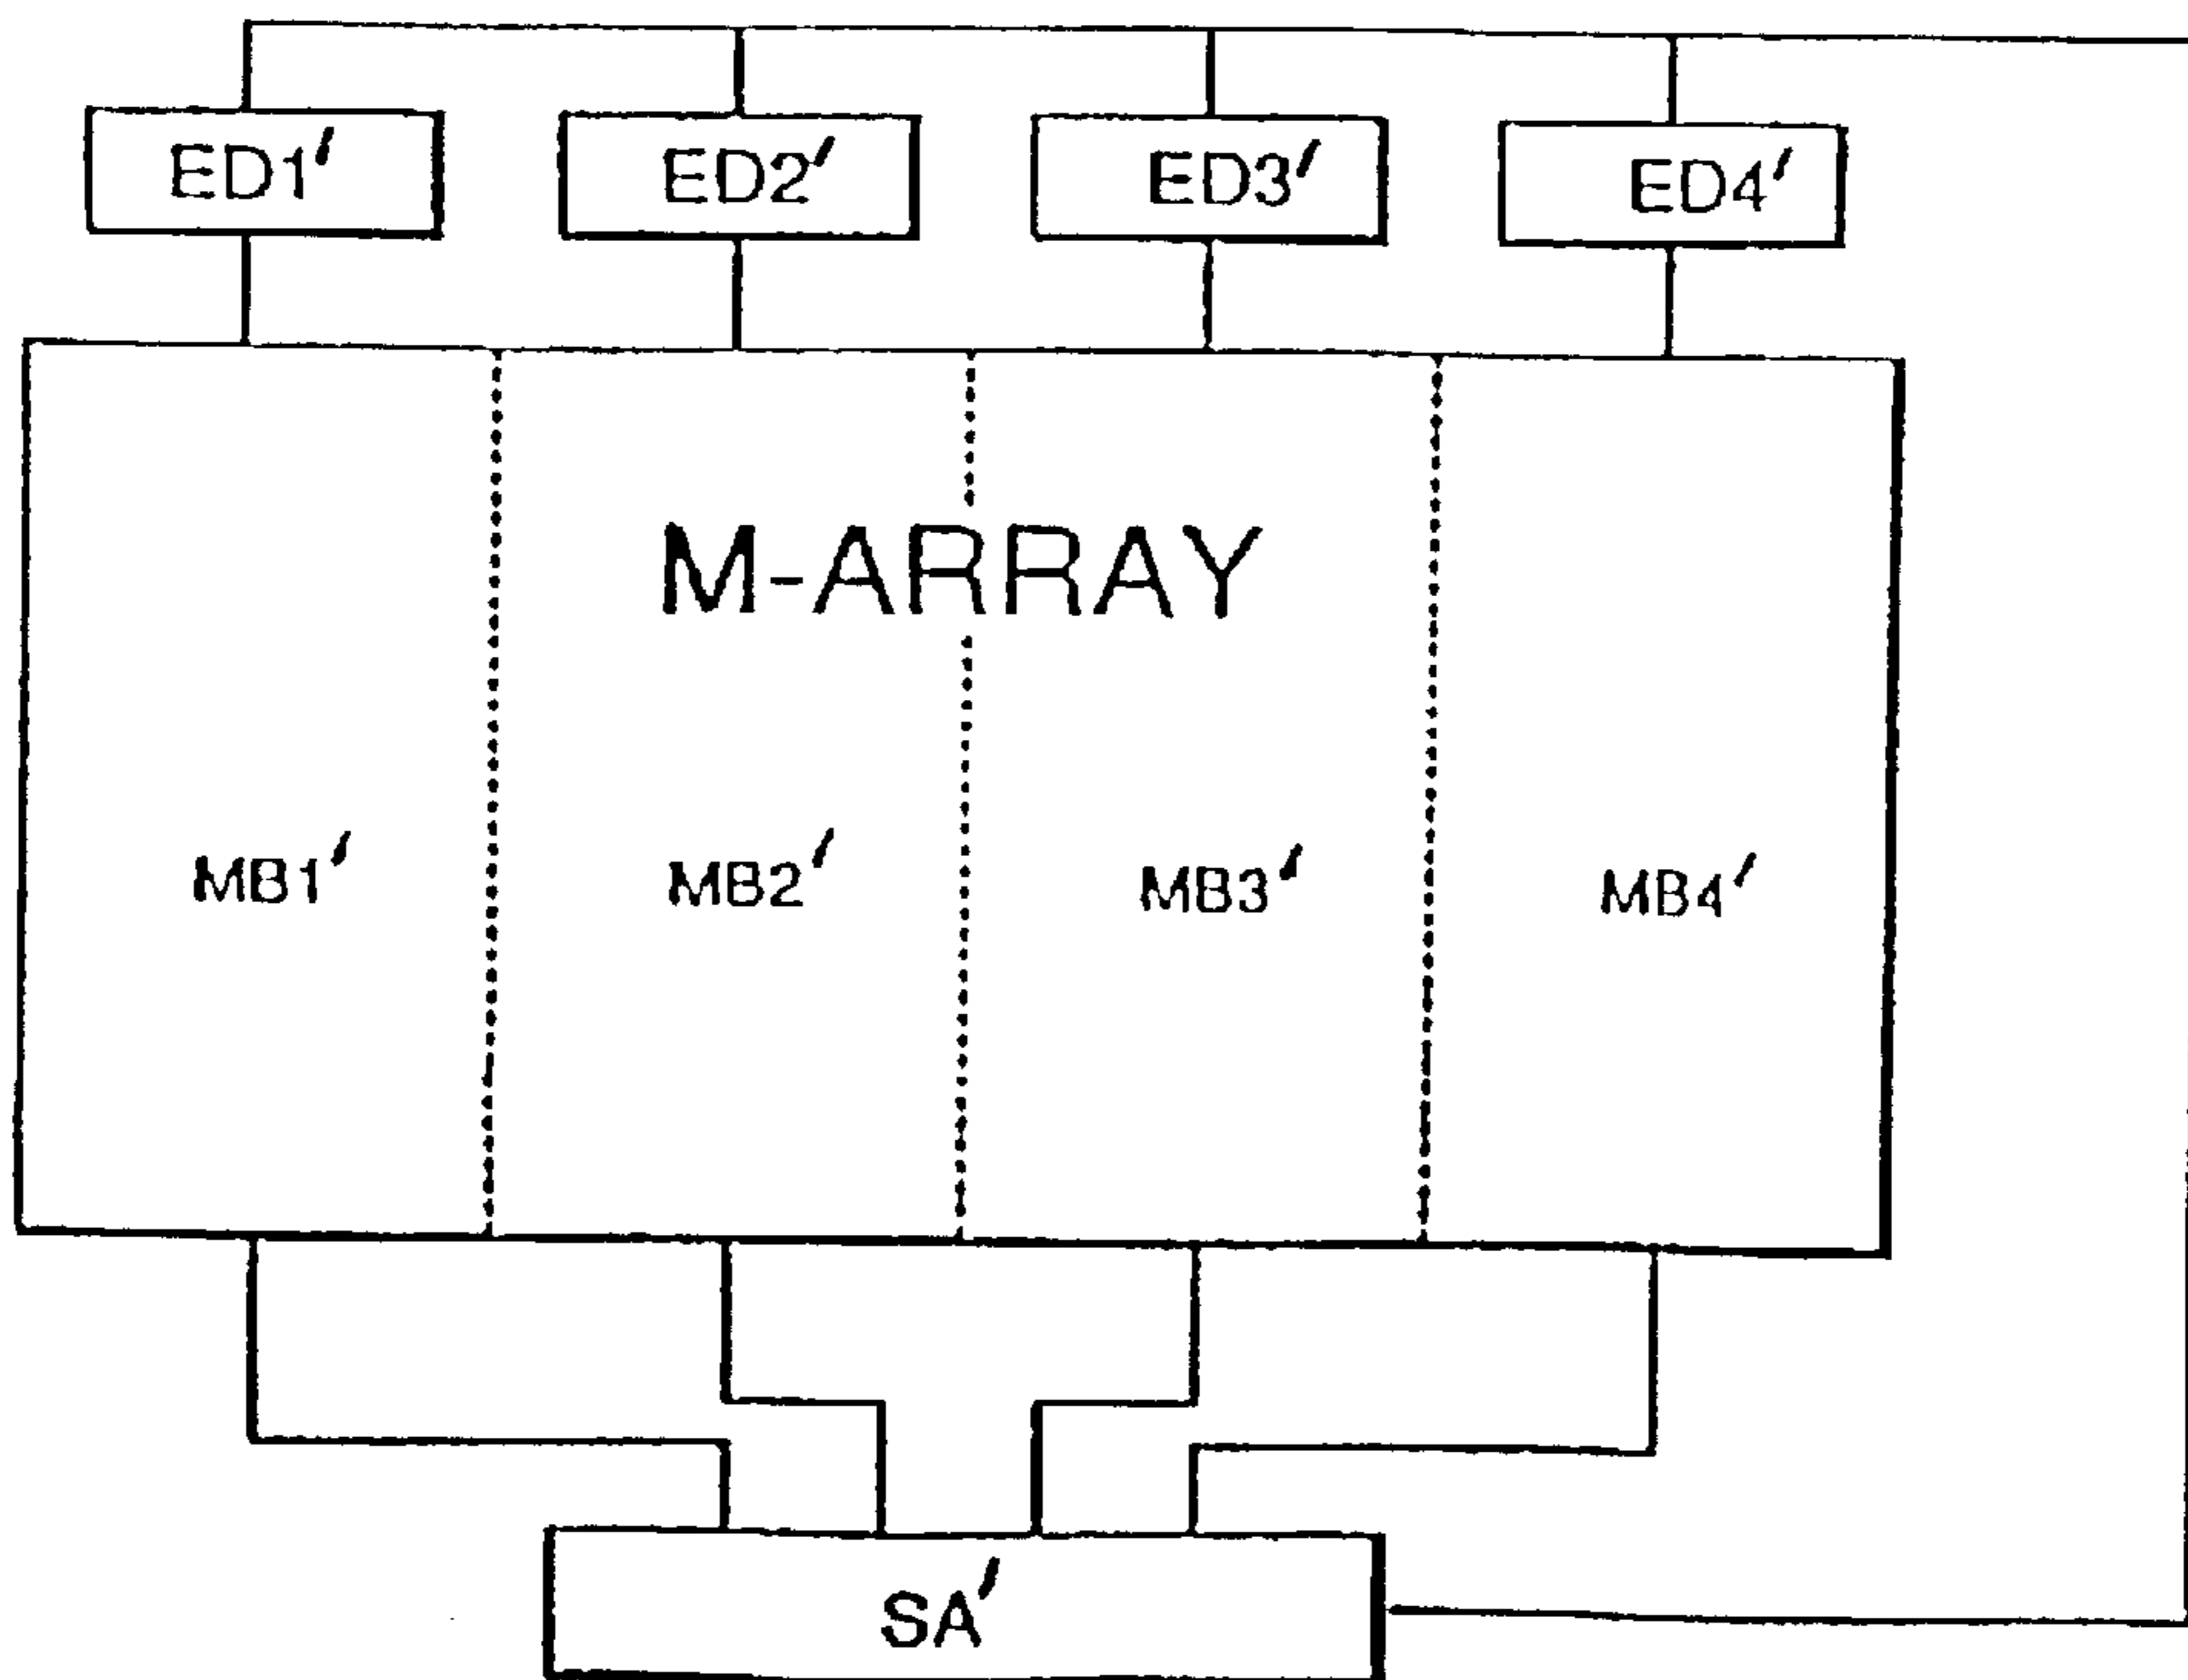 ED1′ ED2′ ED3′ ED4′
M-ARRAY
MB1′ MB2′ MB3′ MB4′
SA′